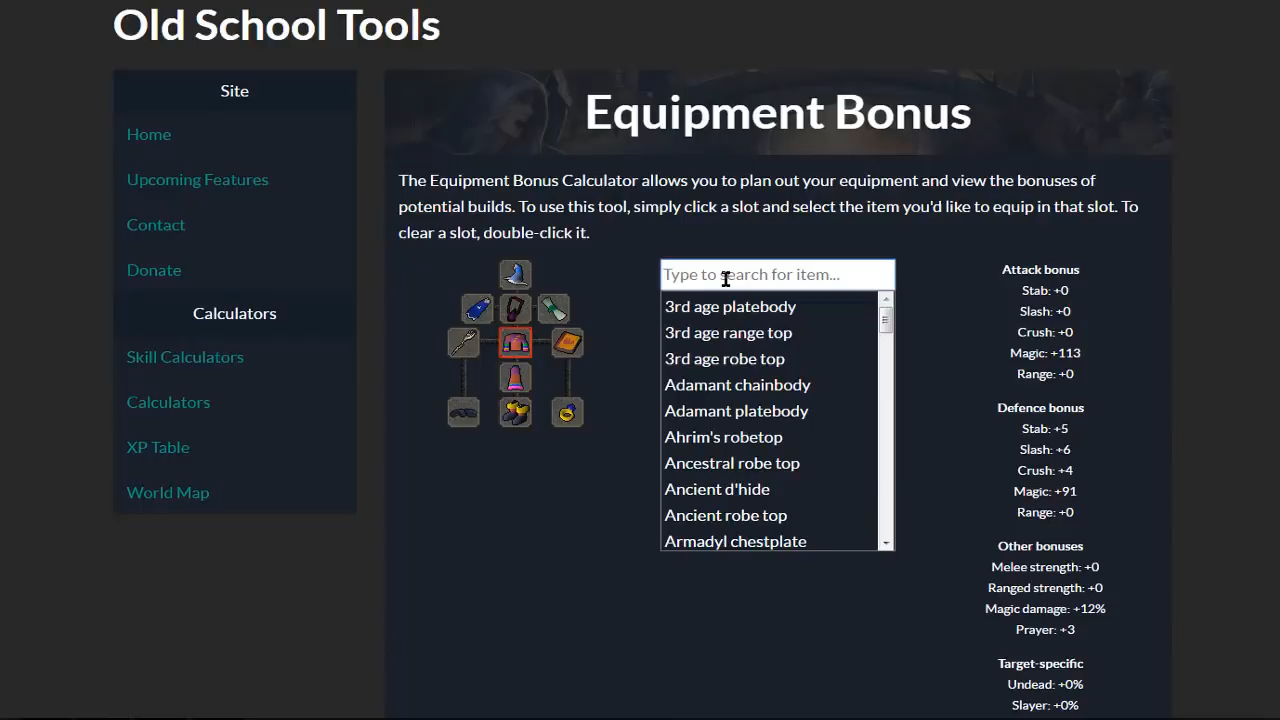 Old School Tools
Site
Home
Upcoming Features
Contact
Donate
Calculators
Skill Calculators
Calculators
XP Table
World Map
Equipment Bonus
The Equipment Bonus Calculator allows you to plan out your equipment and view the bonuses of
potential builds. To use this tool, simply click a slot and select the item you'd like to equip in that slot. To
clear a slot, double-click it.
Type to search for item...
3rd age platebody
3rd age range top
3rd age robe top
Adamant chainbody
Adamant platebody
Ahrim's robetop
Ancestral robe top
Ancient d'hide
Ancient robe top
Armadyl chestplate
Attack bonus
Stab: +0
Slash: +0
Crush: +0
Magic: +113
Range: +0
Defence bonus
Stab: +5
Slash: +6
Crush: +4
Magic: +91
Range: +0
Other bonuses
Melee strength: +0
Ranged strength: +0
Magic damage: +12%
Prayer: +3
Target-specific
Undead: +0%
Slayer: +0%